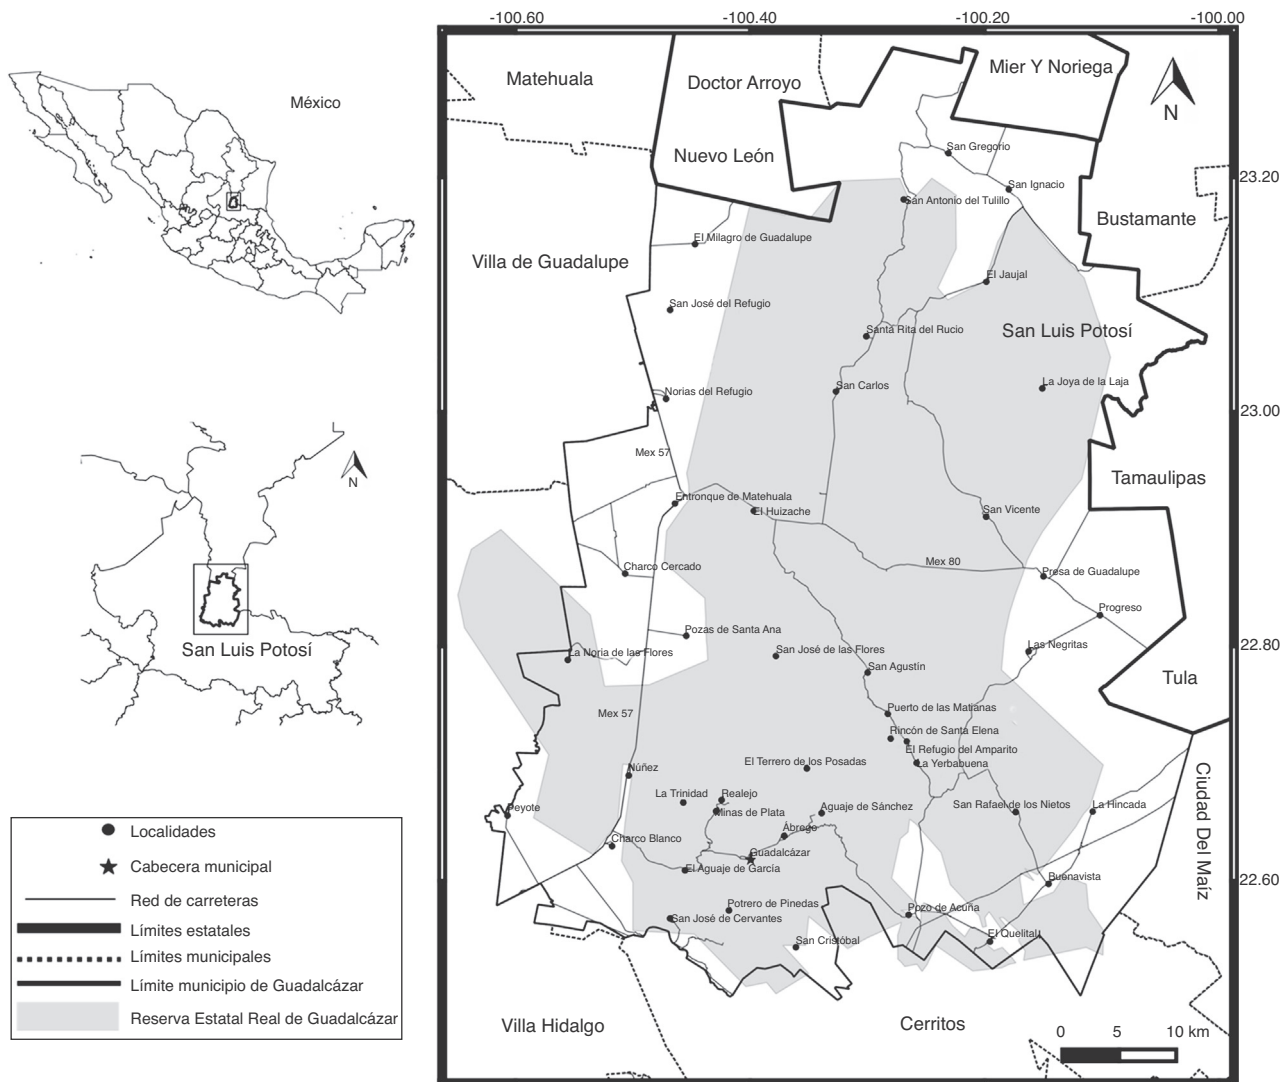 -100.60
-100.40
-100.20
-100.00
México
N
San Luis Potosí
Localidades
Cabecera municipal
Red de carreteras
Límites estatales
Límites municipales
Límite municipio de Guadalcázar
Reserva Estatal Real de Guadalcázar
Matehuala
Doctor Arroyo
Mier Y Noriega
N
Nuevo León
San Gregorio
San Ignacio
23.20
San Antonio del Tulillo
Bustamante
El Milagro de Guadalupe
Villa de Guadalupe
El Jaujal
San José del Refugio
Santa Rita del Rucio
San Luis Potosí
La Joya de la Laja
San Carlos
Norias del Refugio
23.00
Mex 57
Tamaulipas
Entronque de Matehuala
El Huizache
San Vicente
Mex 80
Charco Cercado
Presa de Guadalupe
Progreso
Pozas de Santa Ana
Las Negritas
22.80
La Noria de las Flores
San José de las Flores
San Agustín
Tula
Mex 57
Puerto de las Matianas
Rincón de Santa Elena
El Refugio del Amparito
La Yerbabuena
El Terrero de los Posadas
Núñez
Ciudad Del Maíz
La Trinidad
Realejo
Minas de Plata
Aguaje de Sánchez
San Rafael de los Nietos
La Hincada
Peyote
Ábrego
Charco Blanco
Guadalcázar
El Aguaje de García
Buenavista
22.60
Potrero de Pinedas
Pozo de Acuña
San José de Cervantes
El Quelital
San Cristóbal
Villa Hidalgo
Cerritos
0 5 10 km